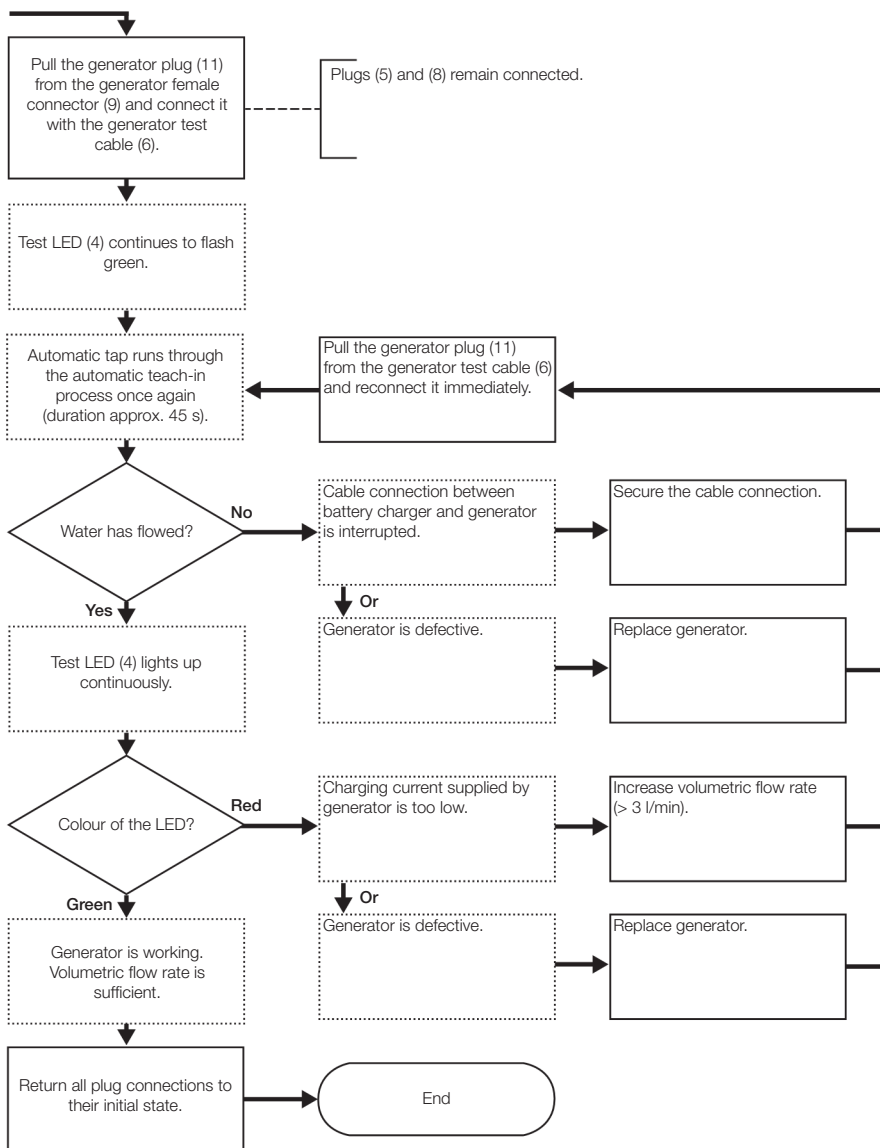 Pull the generator plug (11)
from the generator female
connector (9) and connect it
with the generator test
cable (6).
Plugs (5) and (8) remain connected.
Test LED (4) continues to flash
green.
Automatic tap runs through
the automatic teach-in
process once again
(duration approx. 45 s).
Pull the generator plug (11)
from the generator test cable (6)
and reconnect it immediately.
Water has flowed?
No
Cable connection between
battery charger and generator
is interrupted.
Secure the cable connection.
Or
Generator is defective.
Replace generator.
Yes
Test LED (4) lights up
continuously.
Colour of the LED?
Red
Charging current supplied by
generator is too low.
Increase volumetric flow rate
(> 3 l/min).
Or
Generator is defective.
Replace generator.
Green
Generator is working.
Volumetric flow rate is
sufficient.
Return all plug connections to
their initial state.
End